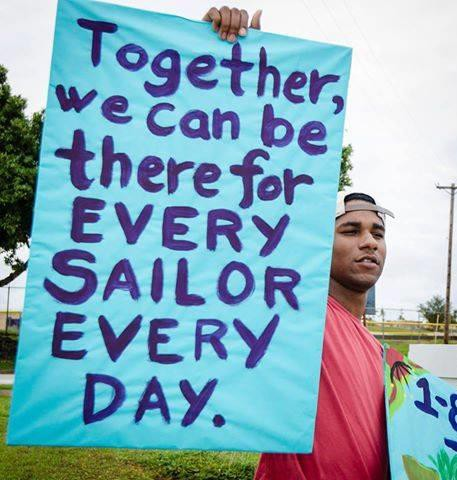 Together,
we can be
there for
EVERY
SAILOR
EVERY
DAY.
1-8